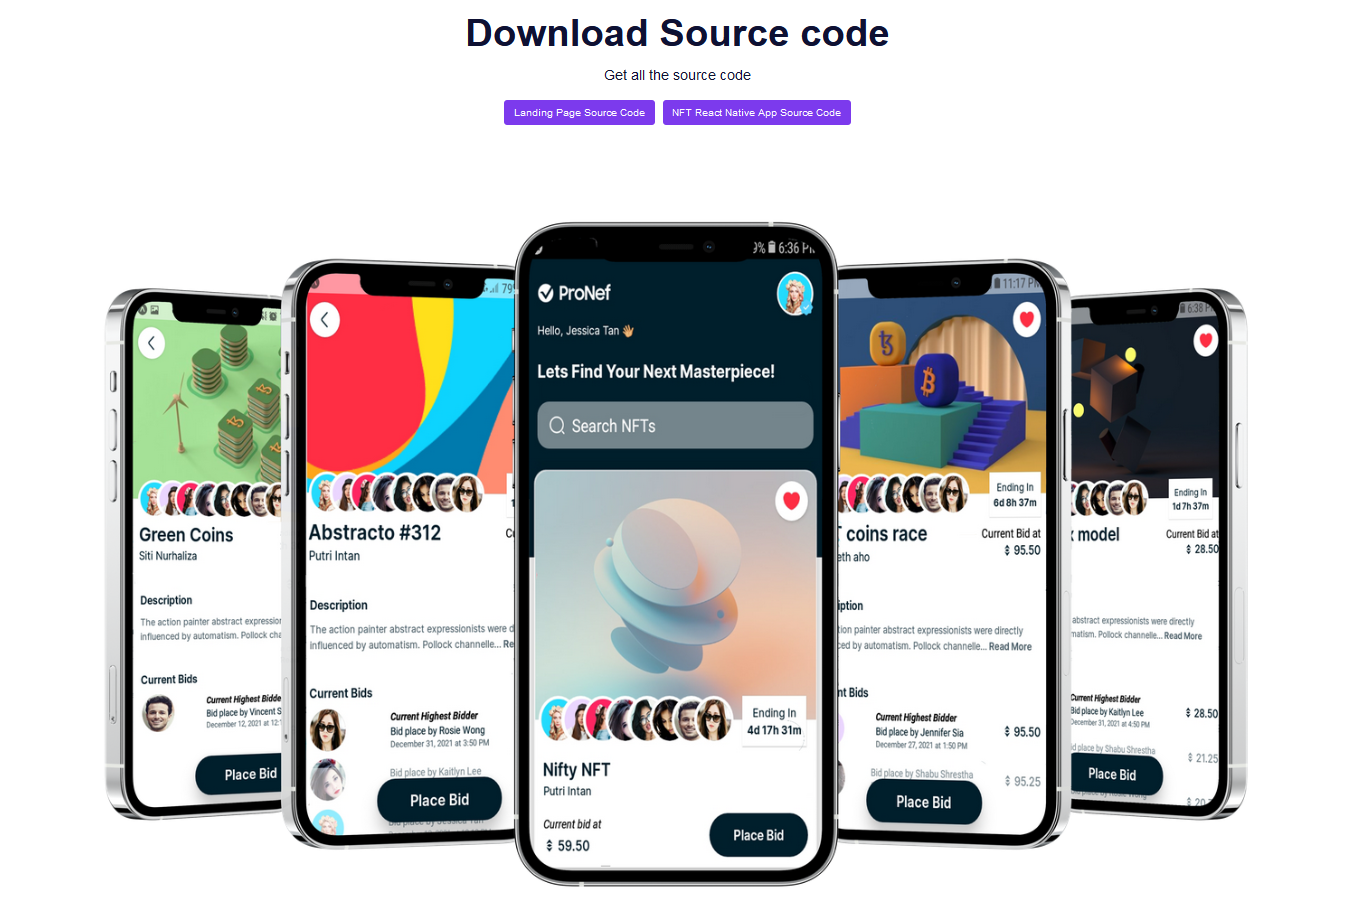 Download Source code
Get all the source code
Landing Page Source Code
NFT React Native App Source Code
Green Coins
Siti Nurhaliza
Description
The action painter abstract expressionis
influenced by automatism. Pollock cha
Current Bids
Current Highest Bidder
Bid place by Vincent S
December 12, 2021 at 12:
Place Bid
79
Abstracto #312
Putri Intan
Description
The action painter abstract expressionists were d
influenced by automatism. Pollock channelle... Re
Current Bids
Current Highest Bidder
Bid place by Rosie Wong
December 31, 2021 at 3:50 PM
Bid place by Kaitlyn Lee
Place Bid
9% 6:36 PM
ProNef
Hello, Jessica Tan 👋
Lets Find Your Next Masterpiece!
Search NFTs
Ending In
4d 17h 31m
Nifty NFT
Putri Intan
Current bid at
$ 59.50
Place Bid
11:17 PM
Ending In
6d 8h 37m
coins race
eth aho
Current Bid at
$ 95.50
iption
ion painter abstract expressionists were directly
ced by automatism. Pollock channelle... Read More
nt Bids
Current Highest Bidder
Bid place by Jennifer Sia
December 27, 2021 at 1:50 PM
$ 95.50
Bid place by Shabu Shrestha
$ 95.25
Place Bid
6:38 P
Ending In
1d 7h 37m
x model
Current Bid at
$ 28.50
abstract expressionists were directly
matism. Pollock channelle... Read More
Current Highest Bidder
Bid place by Kaitlyn Lee
December 31, 2021 at 4:50 PM
$ 28.50
Bid place by Shabu Shrestha
$ 21.25
Place Bid